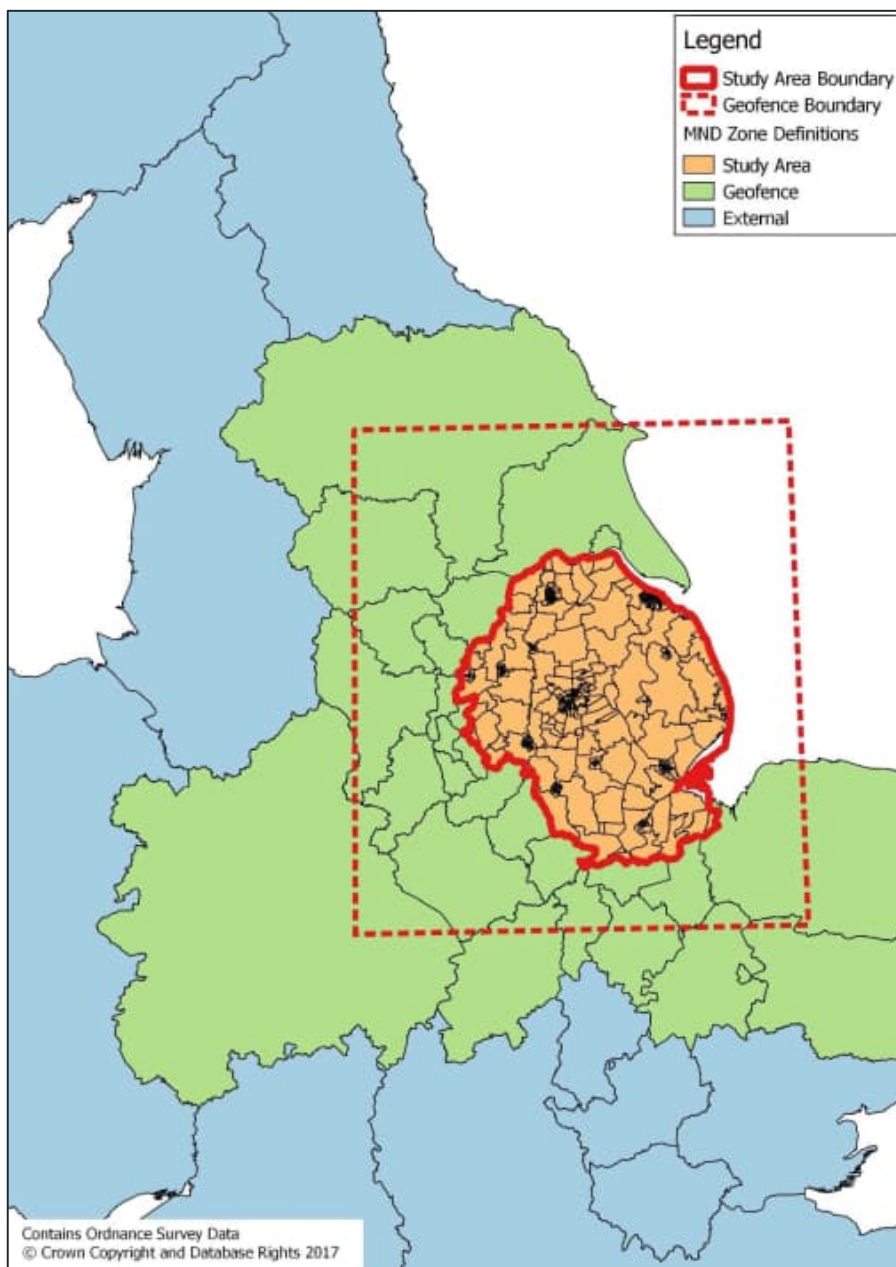 Legend
Study Area Boundary
Geofence Boundary
MND Zone Definitions
Study Area
Geofence
External
Contains Ordnance Survey Data
© Crown Copyright and Database Rights 2017